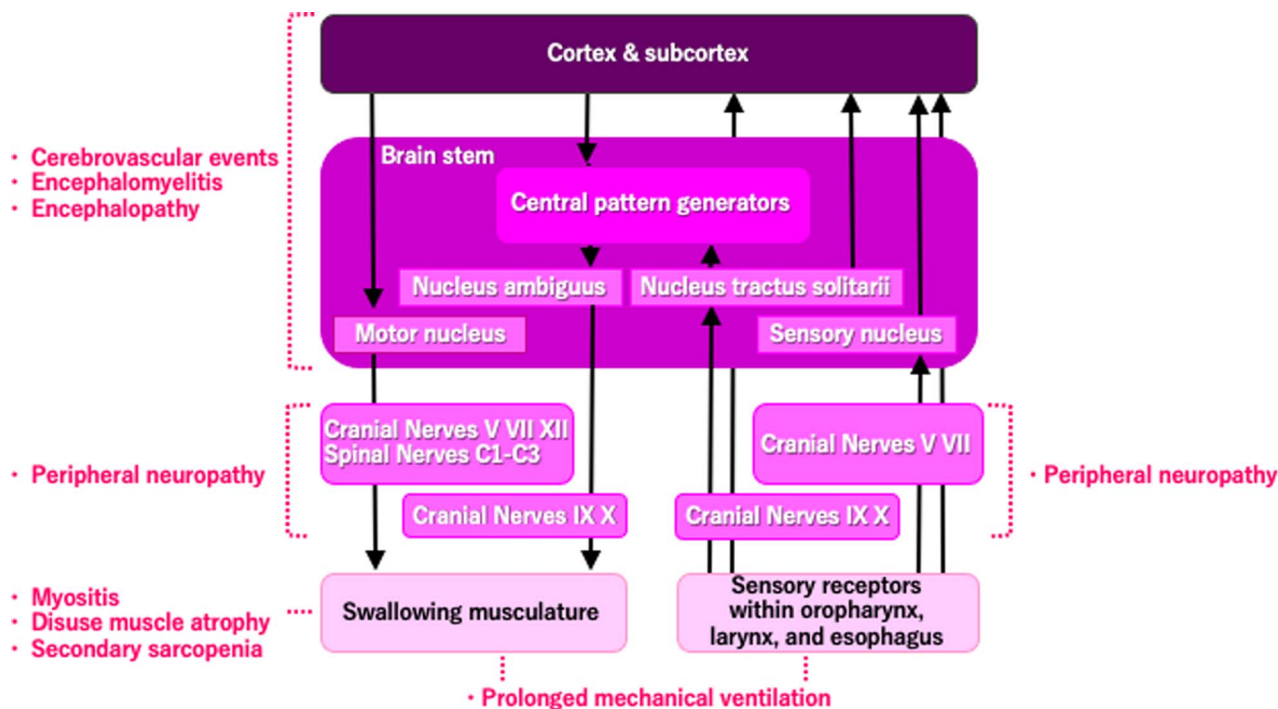 Cortex & subcortex
Brain stem
· Cerebrovascular events
· Encephalomyelitis
· Encephalopathy
Central pattern generators
Nucleus ambiguus
Nucleus tractus solitarii
Motor nucleus
Sensory nucleus
Cranial Nerves V VII XII
Spinal Nerves C1-C3
Cranial Nerves V VII
· Peripheral neuropathy
· Peripheral neuropathy
Cranial Nerves IX X
Cranial Nerves IX X
· Myositis
· Disuse muscle atrophy
· Secondary sarcopenia
Swallowing musculature
Sensory receptors
within oropharynx,
larynx, and esophagus
· Prolonged mechanical ventilation